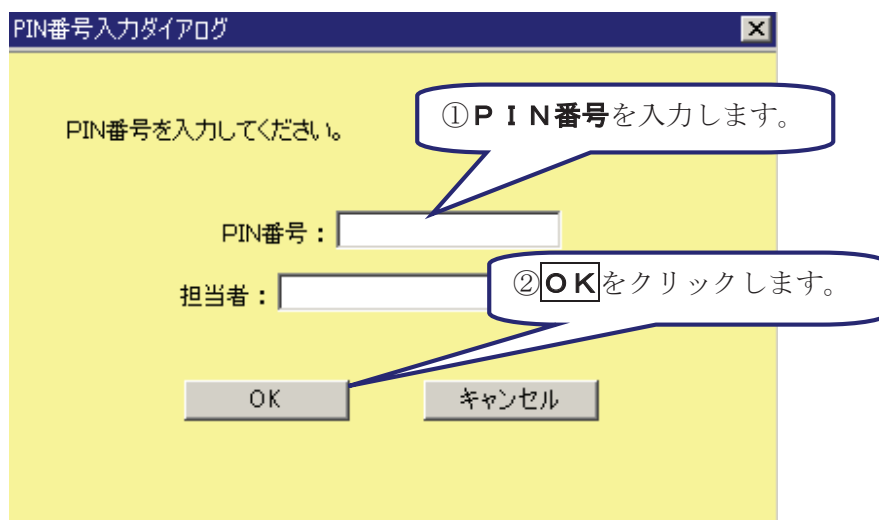 PIN番号入力ダイアログ
①PIN番号を入力します。
PIN番号を入力してください。
PIN番号：
②OKをクリックします。
担当者：
OK
キャンセル